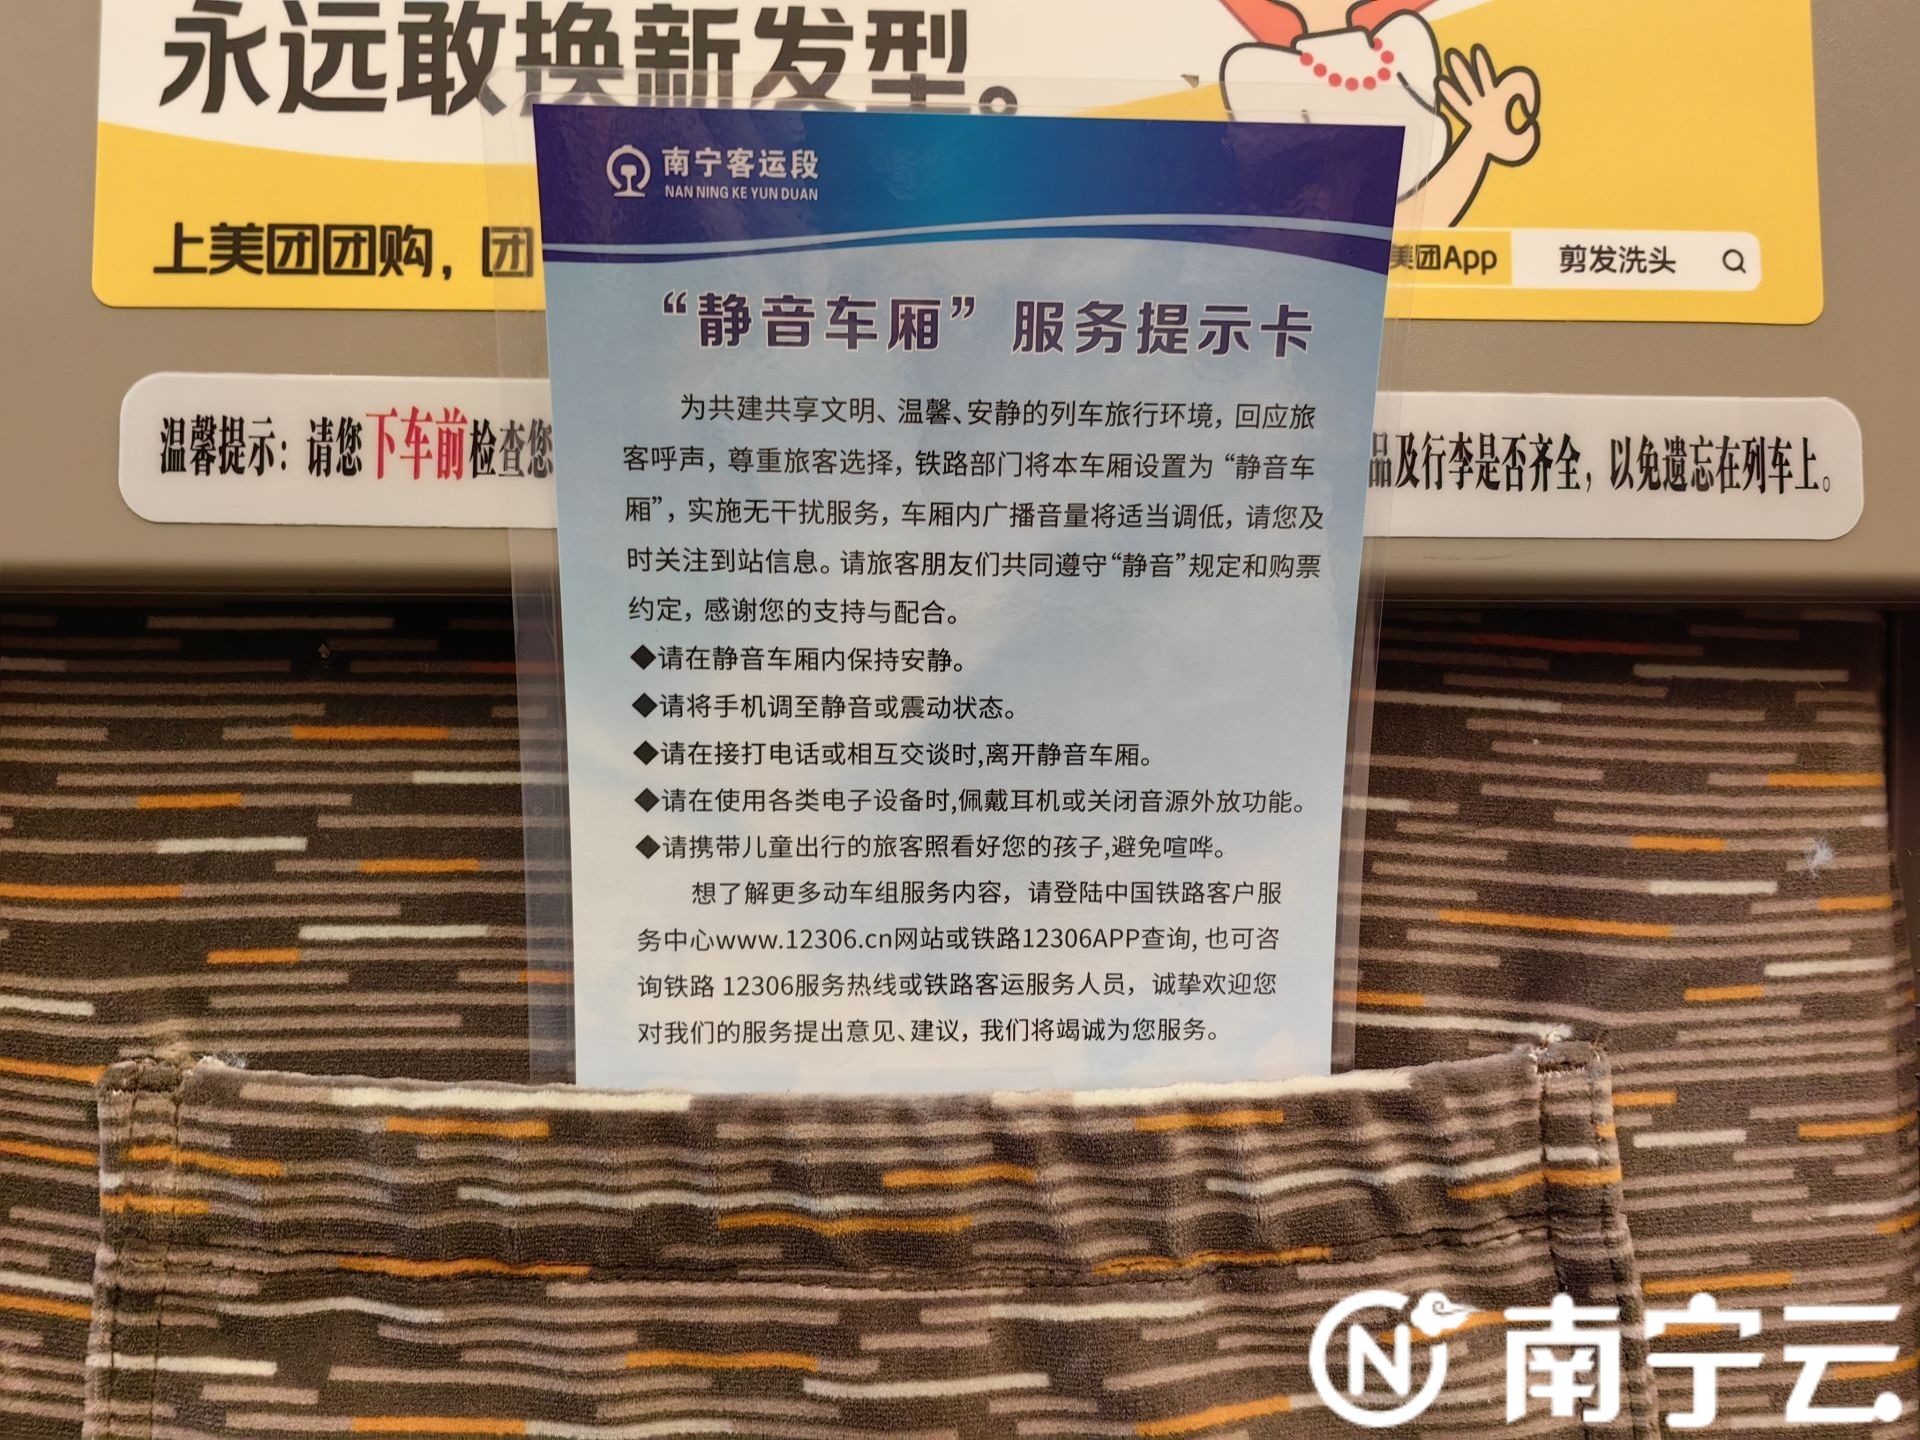 永远敢换新发型。
上美团团购，团
美团App
剪发洗头
南宁客运段
NAN NING KE YUN DUAN
“静音车厢”服务提示卡
温馨提示：请您下车前检查您
品及行李是否齐全，以免遗忘在列车上。
为共建共享文明、温馨、安静的列车旅行环境，回应旅
客呼声，尊重旅客选择，铁路部门将本车厢设置为“静音车
厢”，实施无干扰服务，车厢内广播音量将适当调低，请您及
时关注到站信息。请旅客朋友们共同遵守“静音”规定和购票
约定，感谢您的支持与配合。
◆请在静音车厢内保持安静。
◆请将手机调至静音或震动状态。
◆请在接打电话或相互交谈时,离开静音车厢。
◆请在使用各类电子设备时,佩戴耳机或关闭音源外放功能。
◆请携带儿童出行的旅客照看好您的孩子,避免喧哗。
想了解更多动车组服务内容，请登陆中国铁路客户服
务中心www.12306.cn网站或铁路12306APP查询,也可咨
询铁路 12306服务热线或铁路客运服务人员，诚挚欢迎您
对我们的服务提出意见、建议，我们将竭诚为您服务。
南宁云